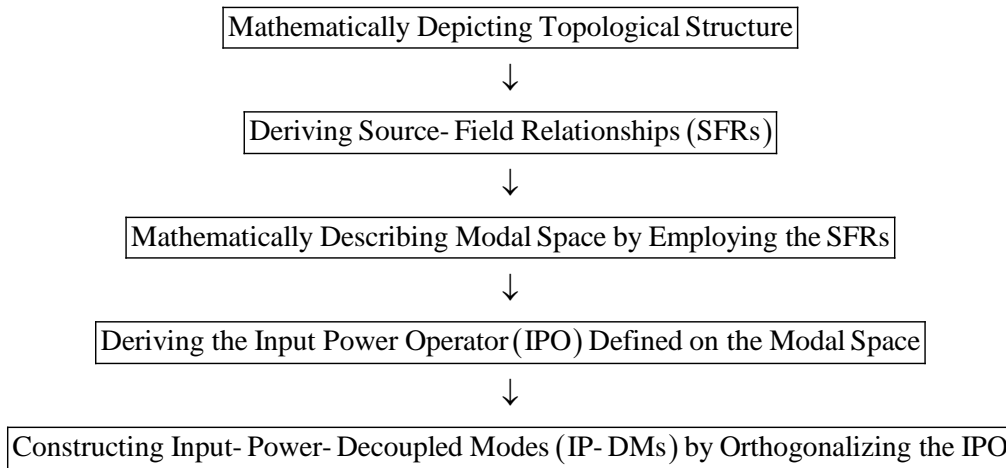 Mathematically Depicting Topological Structure
↓
Deriving Source- Field Relationships (SFRs)
↓
Mathematically Describing Modal Space by Employing the SFRs
↓
Deriving the Input Power Operator (IPO) Defined on the Modal Space
↓
Constructing Input- Power- Decoupled Modes (IP- DMs) by Orthogonalizing the IPO